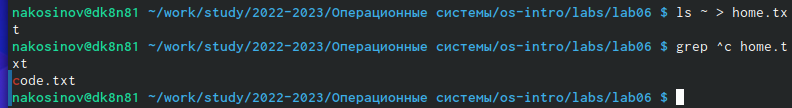 nakosinov@dk8n81 ~/work/study/2022-2023/Операционные системы/os-intro/labs/lab06 $ ls ~ > home.tx
t
nakosinov@dk8n81 ~/work/study/2022-2023/Операционные системы/os-intro/labs/lab06 $ grep ^c home.t
xt
code.txt
nakosinov@dk8n81 ~/work/study/2022-2023/Операционные системы/os-intro/labs/lab06 $